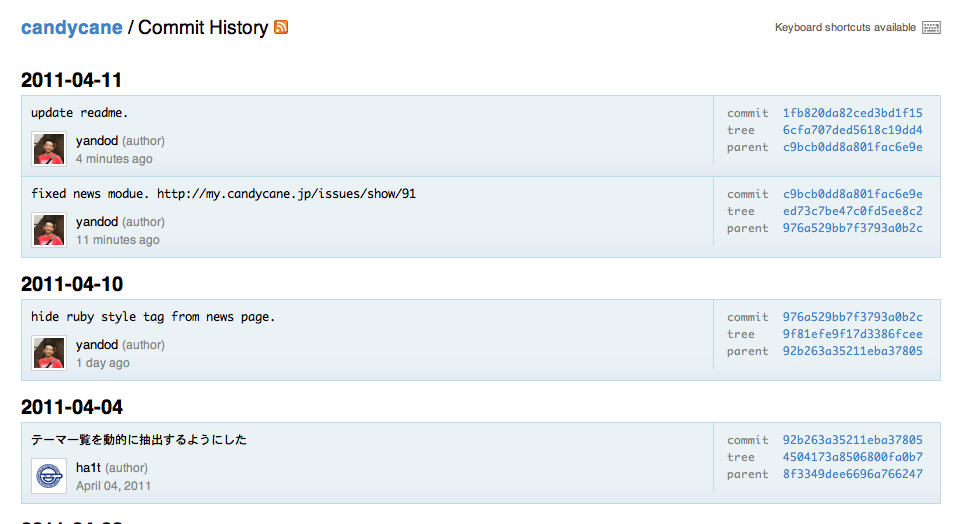 candycane / Commit History
Keyboard shortcuts available
2011-04-11
update readme.
yandod (author)
4 minutes ago
commit 1fb820da82ced3bd1f15
tree 6cfa707ded5618c19dd4
parent c9bcb0dd8a801fac6e9e
fixed news modue. http://my.candycane.jp/issues/show/91
yandod (author)
11 minutes ago
commit c9bcb0dd8a801fac6e9e
tree ed73c7be47c0fd5ee8c2
parent 976a529bb7f3793a0b2c
2011-04-10
hide ruby style tag from news page.
yandod (author)
1 day ago
commit 976a529bb7f3793a0b2c
tree 9f81efe9f17d3386fcee
parent 92b263a35211eba37805
2011-04-04
テーマ一覧を動的に抽出するようにした
ha1t (author)
April 04, 2011
commit 92b263a35211eba37805
tree 4504173a8506800fa0b7
parent 8f3349dee6696a766247